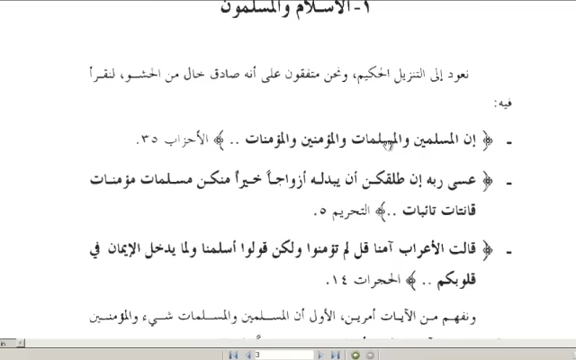 ١- الاسلام والمسلمون
نعود إلى التنزيل الحكيم، ونحن متفقون على أنه صادق خال من الحشو، لنقرأ
فيه:
- ﴿ إن المسلمين والمسلمات والمؤمنين والمؤمنات .. ﴾ الأحزاب ٣٥.
- ﴿ عسى ربه إن طلقكن أن يبدله أزواجاً خيراً منكن مسلمات مؤمنات
قانتات تائبات ..﴾ التحريم ٥.
- ﴿ قالت الأعراب آمنا قل لم تؤمنوا ولكن قولوا أسلمنا ولما يدخل الإيمان في
قلوبكم .. ﴾ الحجرات ١٤.
ونفهم من الآيات أمرين، الأول أن المسلمين والمسلمات شيء والمؤمنين
3